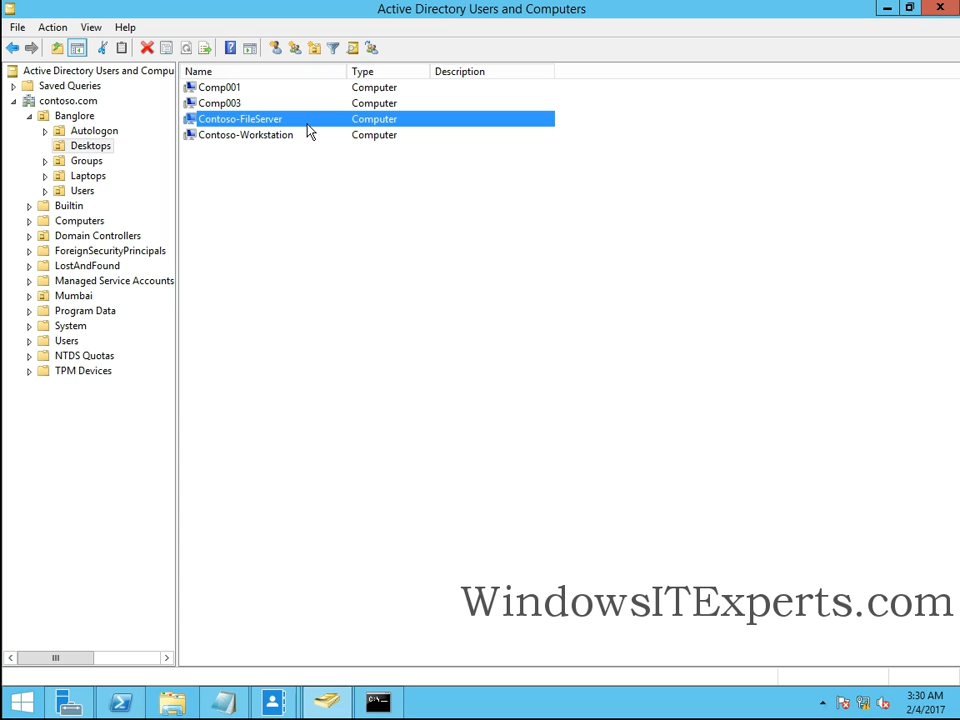 Active Directory Users and Computers
File Action View Help
Active Directory Users and Compu
Saved Queries
contoso.com
Banglore
Autologon
Desktops
Groups
Laptops
Users
Builtin
Computers
Domain Controllers
ForeignSecurityPrincipals
LostAndFound
Managed Service Accounts
Mumbai
Program Data
System
Users
NTDS Quotas
TPM Devices
Name Type Description
Comp001 Computer
Comp003 Computer
Contoso-FileServer Computer
Contoso-Workstation Computer
WindowsITExperts.com
3:30 AM
2/4/2017